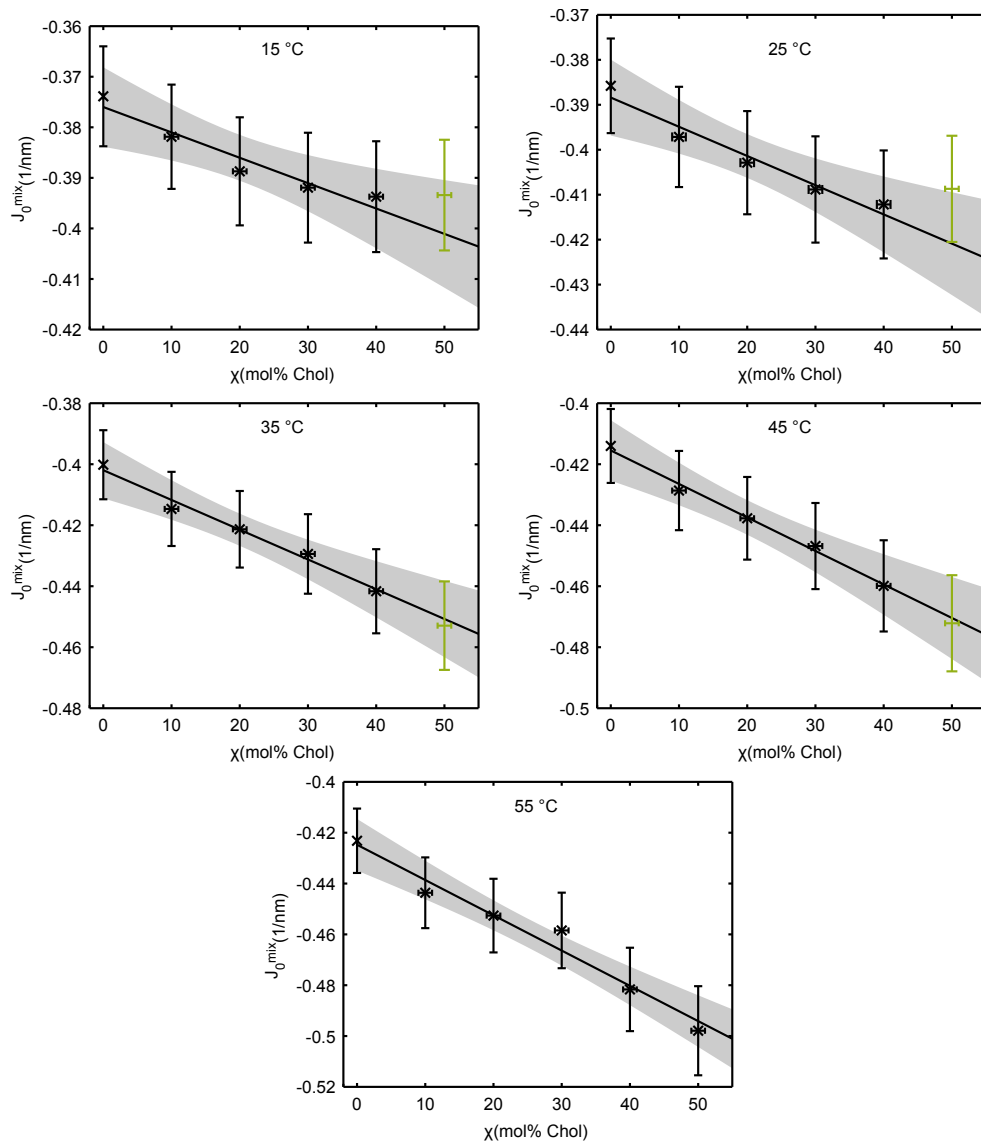 15 °C
J₀ᵐⁱˣ(1/nm)
-0.36
-0.37
-0.38
-0.39
-0.4
-0.41
-0.42
0 10 20 30 40 50
χ(mol% Chol)
25 °C
J₀ᵐⁱˣ(1/nm)
-0.37
-0.38
-0.39
-0.4
-0.41
-0.42
-0.43
-0.44
0 10 20 30 40 50
χ(mol% Chol)
35 °C
J₀ᵐⁱˣ(1/nm)
-0.38
-0.4
-0.42
-0.44
-0.46
-0.48
0 10 20 30 40 50
χ(mol% Chol)
45 °C
J₀ᵐⁱˣ(1/nm)
-0.4
-0.42
-0.44
-0.46
-0.48
-0.5
0 10 20 30 40 50
χ(mol% Chol)
55 °C
J₀ᵐⁱˣ(1/nm)
-0.4
-0.42
-0.44
-0.46
-0.48
-0.5
-0.52
0 10 20 30 40 50
χ(mol% Chol)